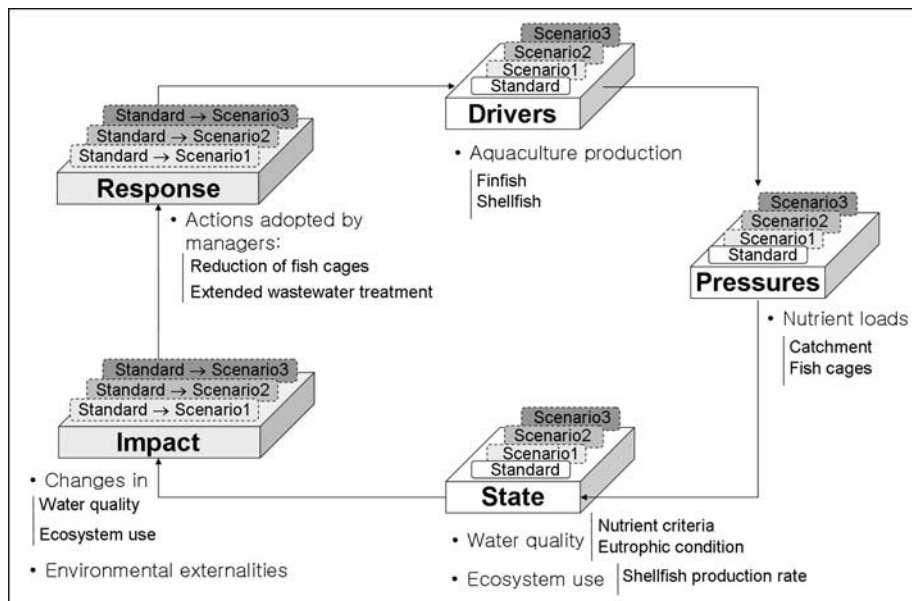 Scenario3
Scenario2
Scenario1
Standard
Drivers
• Aquaculture production
Finfish
Shellfish
Scenario3
Scenario2
Scenario1
Standard
Pressures
• Nutrient loads
Catchment
Fish cages
Scenario3
Scenario2
Scenario1
Standard
State
• Water quality
Nutrient criteria
Eutrophic condition
• Ecosystem use
Shellfish production rate
Standard → Scenario3
Standard → Scenario2
Standard → Scenario1
Impact
• Changes in
Water quality
Ecosystem use
• Environmental externalities
Standard → Scenario3
Standard → Scenario2
Standard → Scenario1
Response
• Actions adopted by
managers:
Reduction of fish cages
Extended wastewater treatment